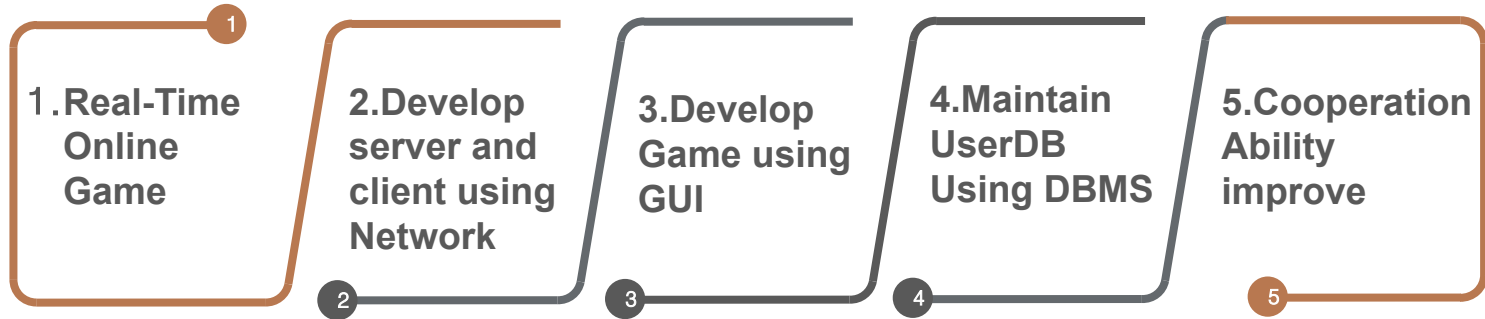 1
1.Real-Time
Online
Game
2.Develop
server and
client using
Network
2
3.Develop
Game using
GUI
3
4.Maintain
UserDB
Using DBMS
4
5.Cooperation
Ability
improve
5